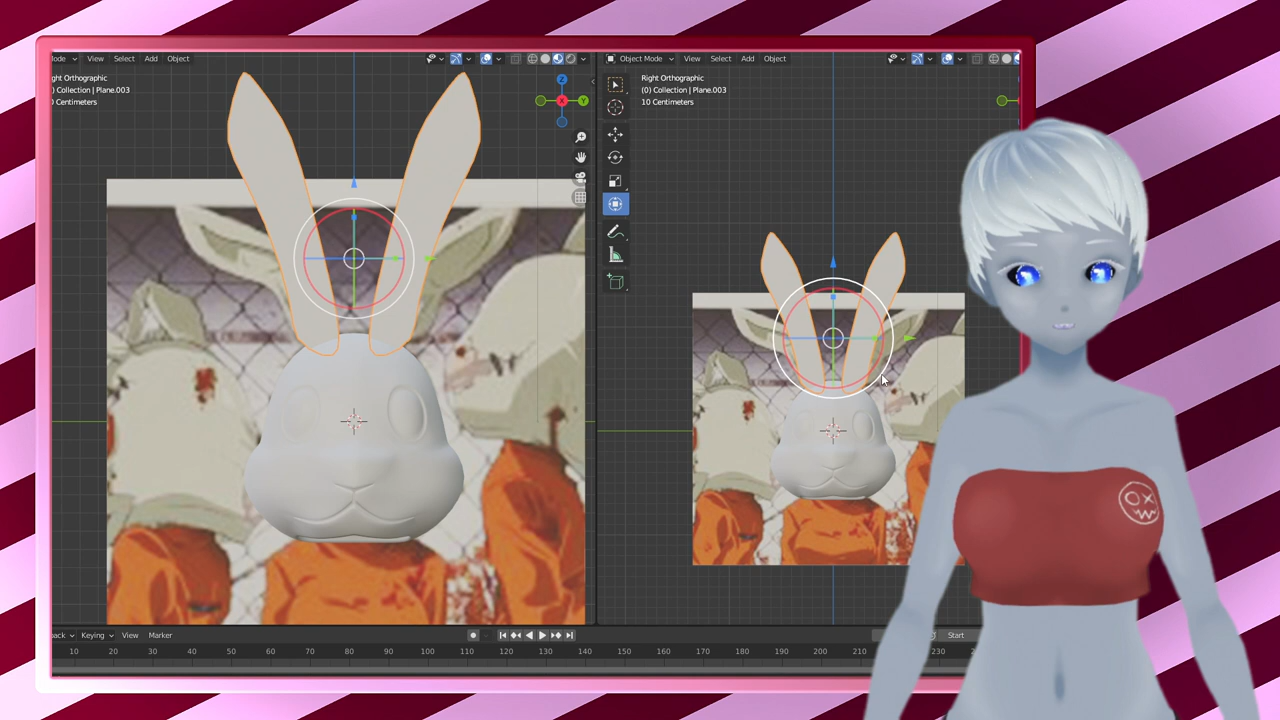 ode View Select Add Object
ght Orthographic
) Collection | Plane.003
0 Centimeters
Z
X
Y
Object Mode View Select Add Object
Right Orthographic
(0) Collection | Plane.003
10 Centimeters
back Keying View Marker
Start
10 20 30 40 50 60 70 80 90 100 110 120 130 140 150 160 170 180 190 200 210 230